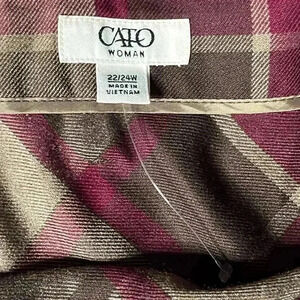 CATO
WOMAN
22/24W
MADE IN
VIETNAM